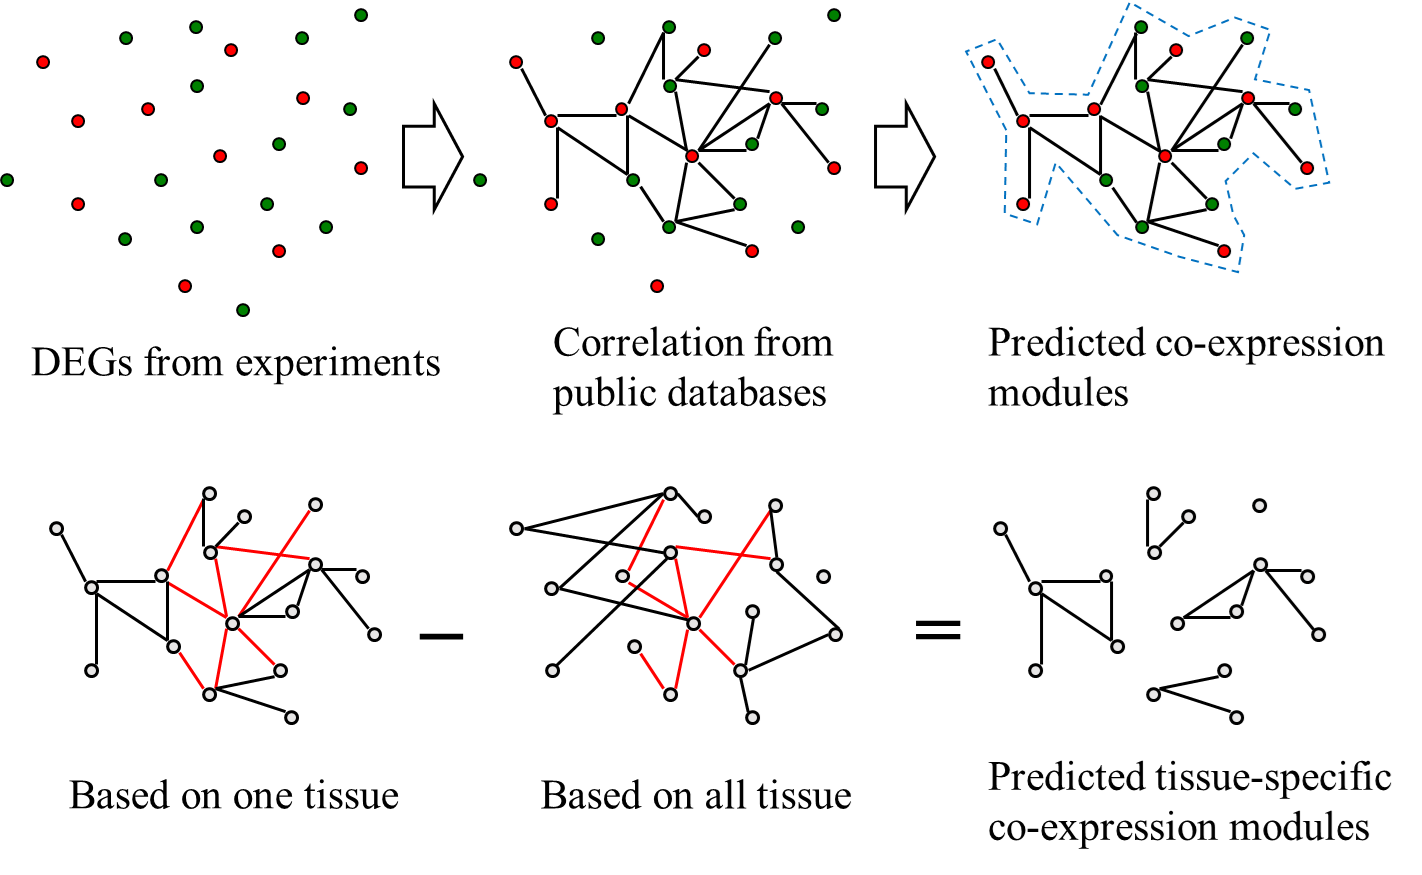 DEGs from experiments
Correlation from
public databases
Predicted co-expression
modules
Based on one tissue
Based on all tissue
Predicted tissue-specific
co-expression modules